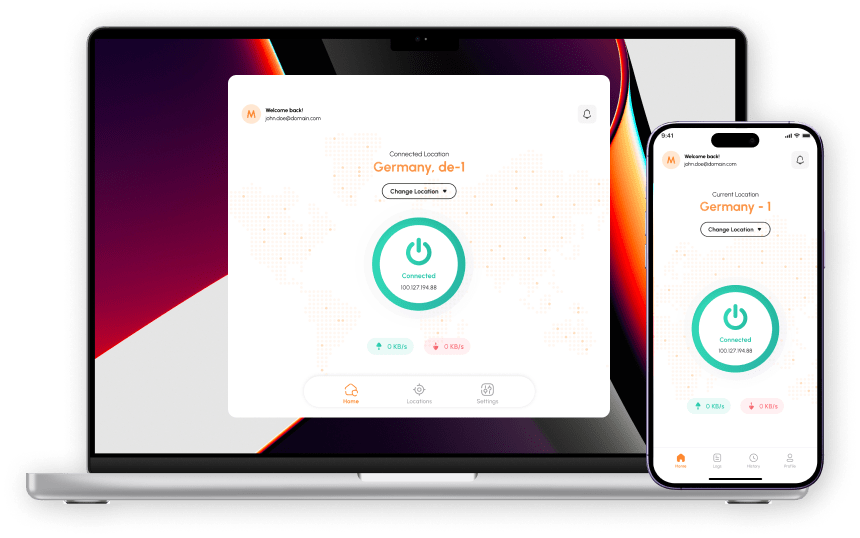 M
Welcome back!
john.doe@domain.com
Connected Location
Germany, de-1
Change Location
Connected
100.127.194.88
0 KB/s
0 KB/s
Home
Locations
Settings
9:41
M
Welcome back!
john.doe@domain.com
Current Location
Germany - 1
Change Location
Connected
100.127.194.88
0 KB/s
0 KB/s
Home
Logs
History
Profile